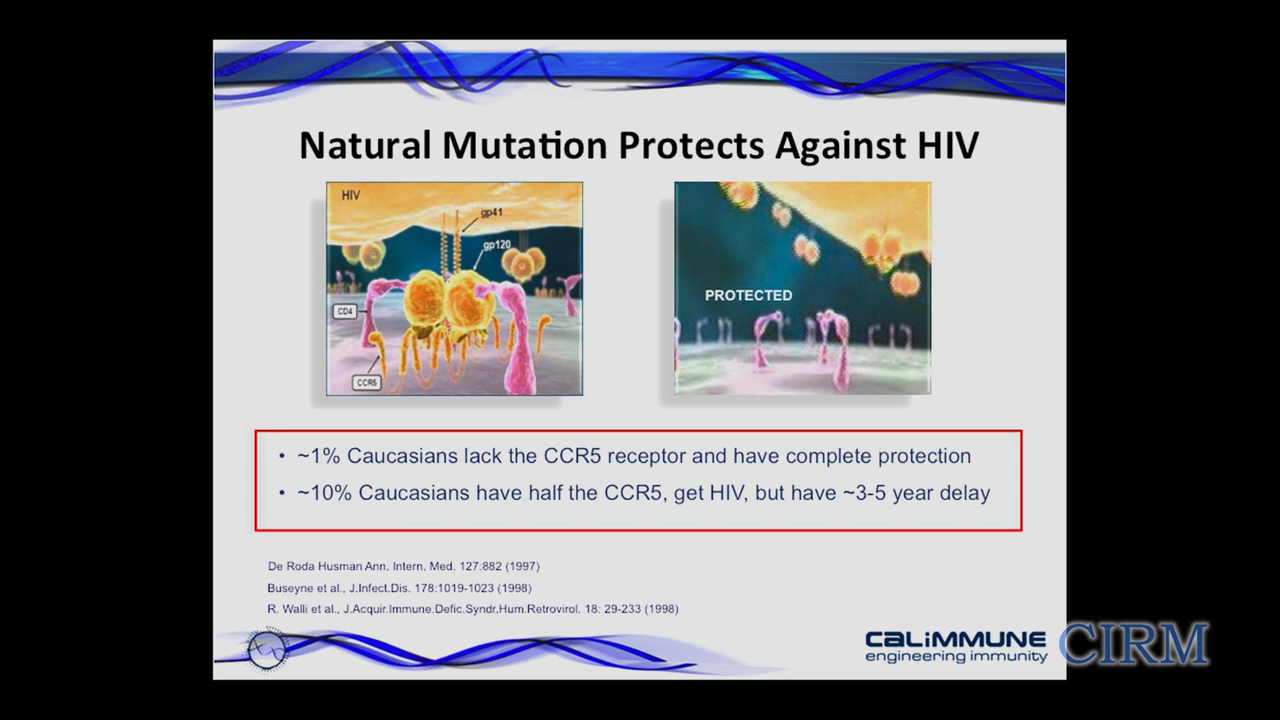 Natural Mutation Protects Against HIV
HIV
gp41
gp120
CD4
CCR5
PROTECTED
• ~1% Caucasians lack the CCR5 receptor and have complete protection
• ~10% Caucasians have half the CCR5, get HIV, but have ~3-5 year delay
De Roda Husman Ann. Intern. Med. 127:882 (1997)
Buseyne et al., J.Infect.Dis. 178:1019-1023 (1998)
R. Walli et al., J.Acquir.Immune.Defic.Syndr.Hum.Retrovirol. 18: 29-233 (1998)
CALIMMUNE
engineering immunity
CIRM